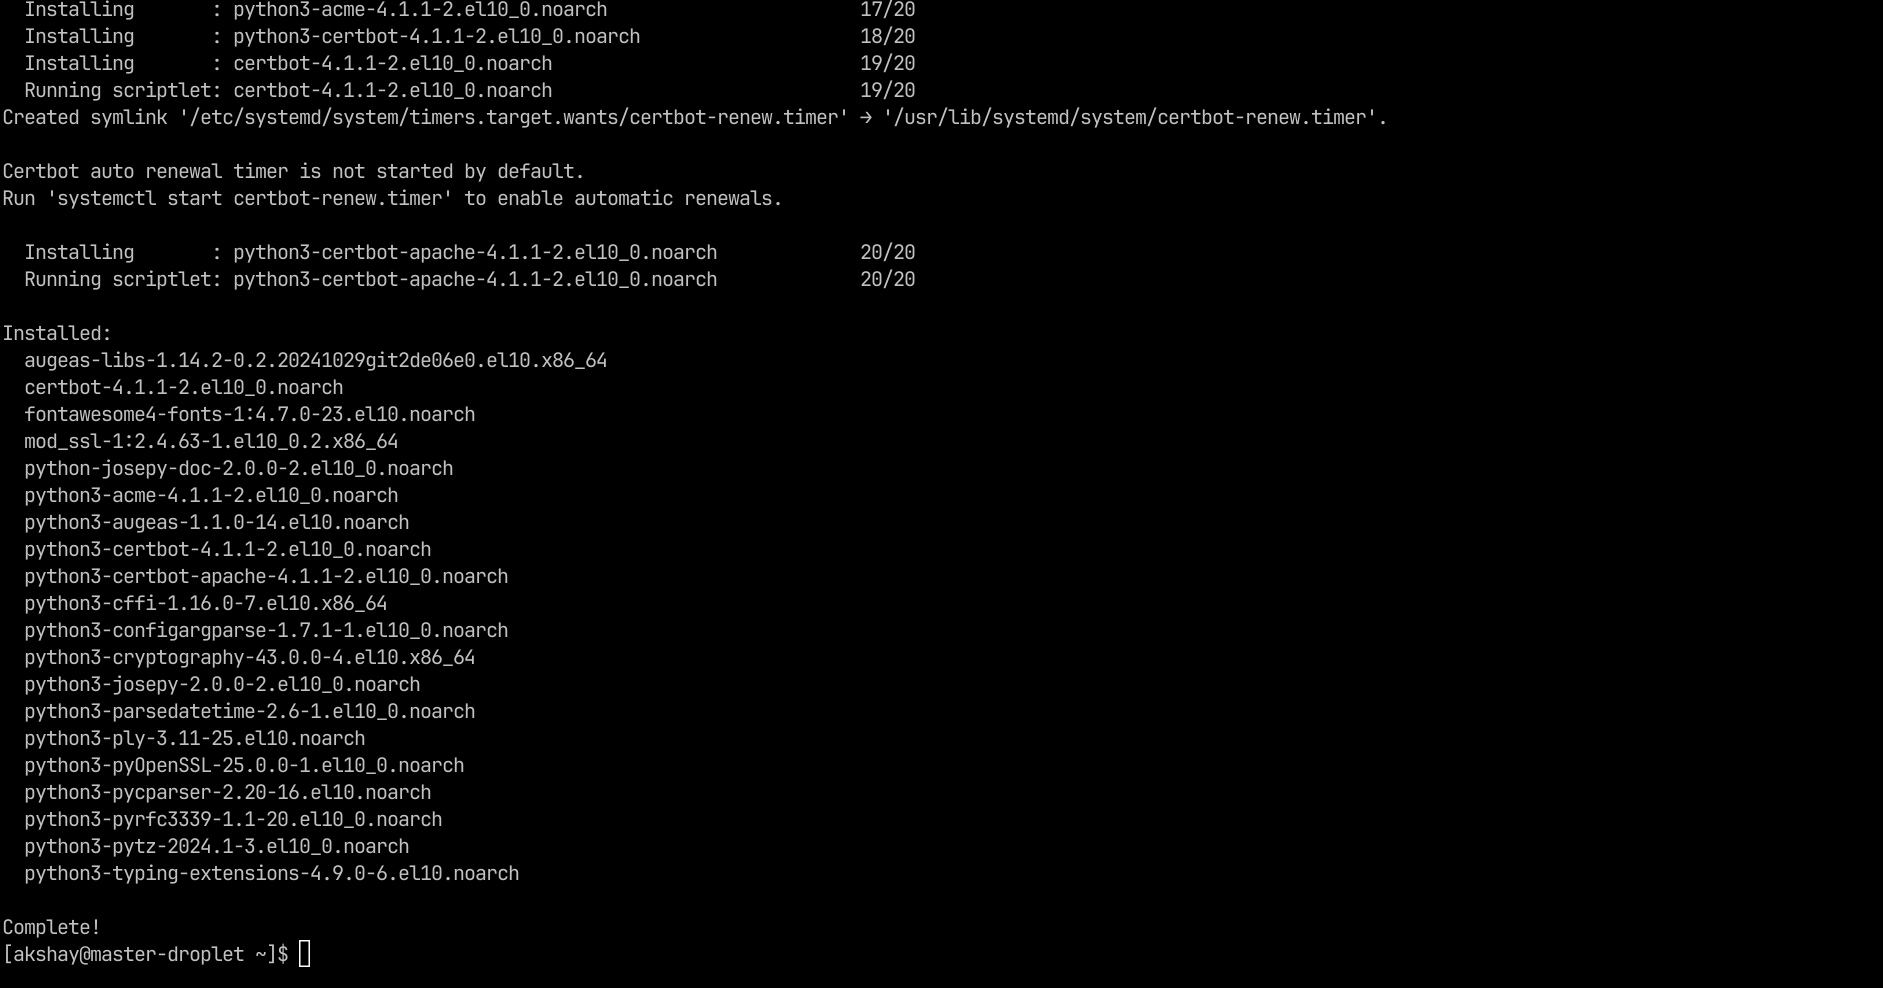 Installing : python3-acme-4.1.1-2.el10_0.noarch 17/20
Installing : python3-certbot-4.1.1-2.el10_0.noarch 18/20
Installing : certbot-4.1.1-2.el10_0.noarch 19/20
Running scriptlet: certbot-4.1.1-2.el10_0.noarch 19/20
Created symlink '/etc/systemd/system/timers.target.wants/certbot-renew.timer' → '/usr/lib/systemd/system/certbot-renew.timer'.
Certbot auto renewal timer is not started by default.
Run 'systemctl start certbot-renew.timer' to enable automatic renewals.
Installing : python3-certbot-apache-4.1.1-2.el10_0.noarch 20/20
Running scriptlet: python3-certbot-apache-4.1.1-2.el10_0.noarch 20/20
Installed:
augeas-libs-1.14.2-0.2.20241029git2de06e0.el10.x86_64
certbot-4.1.1-2.el10_0.noarch
fontawesome4-fonts-1:4.7.0-23.el10.noarch
mod_ssl-1:2.4.63-1.el10_0.2.x86_64
python-josepy-doc-2.0.0-2.el10_0.noarch
python3-acme-4.1.1-2.el10_0.noarch
python3-augeas-1.1.0-14.el10.noarch
python3-certbot-4.1.1-2.el10_0.noarch
python3-certbot-apache-4.1.1-2.el10_0.noarch
python3-cffi-1.16.0-7.el10.x86_64
python3-configargparse-1.7.1-1.el10_0.noarch
python3-cryptography-43.0.0-4.el10.x86_64
python3-josepy-2.0.0-2.el10_0.noarch
python3-parsedatetime-2.6-1.el10_0.noarch
python3-ply-3.11-25.el10.noarch
python3-pyOpenSSL-25.0.0-1.el10_0.noarch
python3-pycparser-2.20-16.el10.noarch
python3-pyrfc3339-1.1-20.el10_0.noarch
python3-pytz-2024.1-3.el10_0.noarch
python3-typing-extensions-4.9.0-6.el10.noarch
Complete!
[akshay@master-droplet ~]$